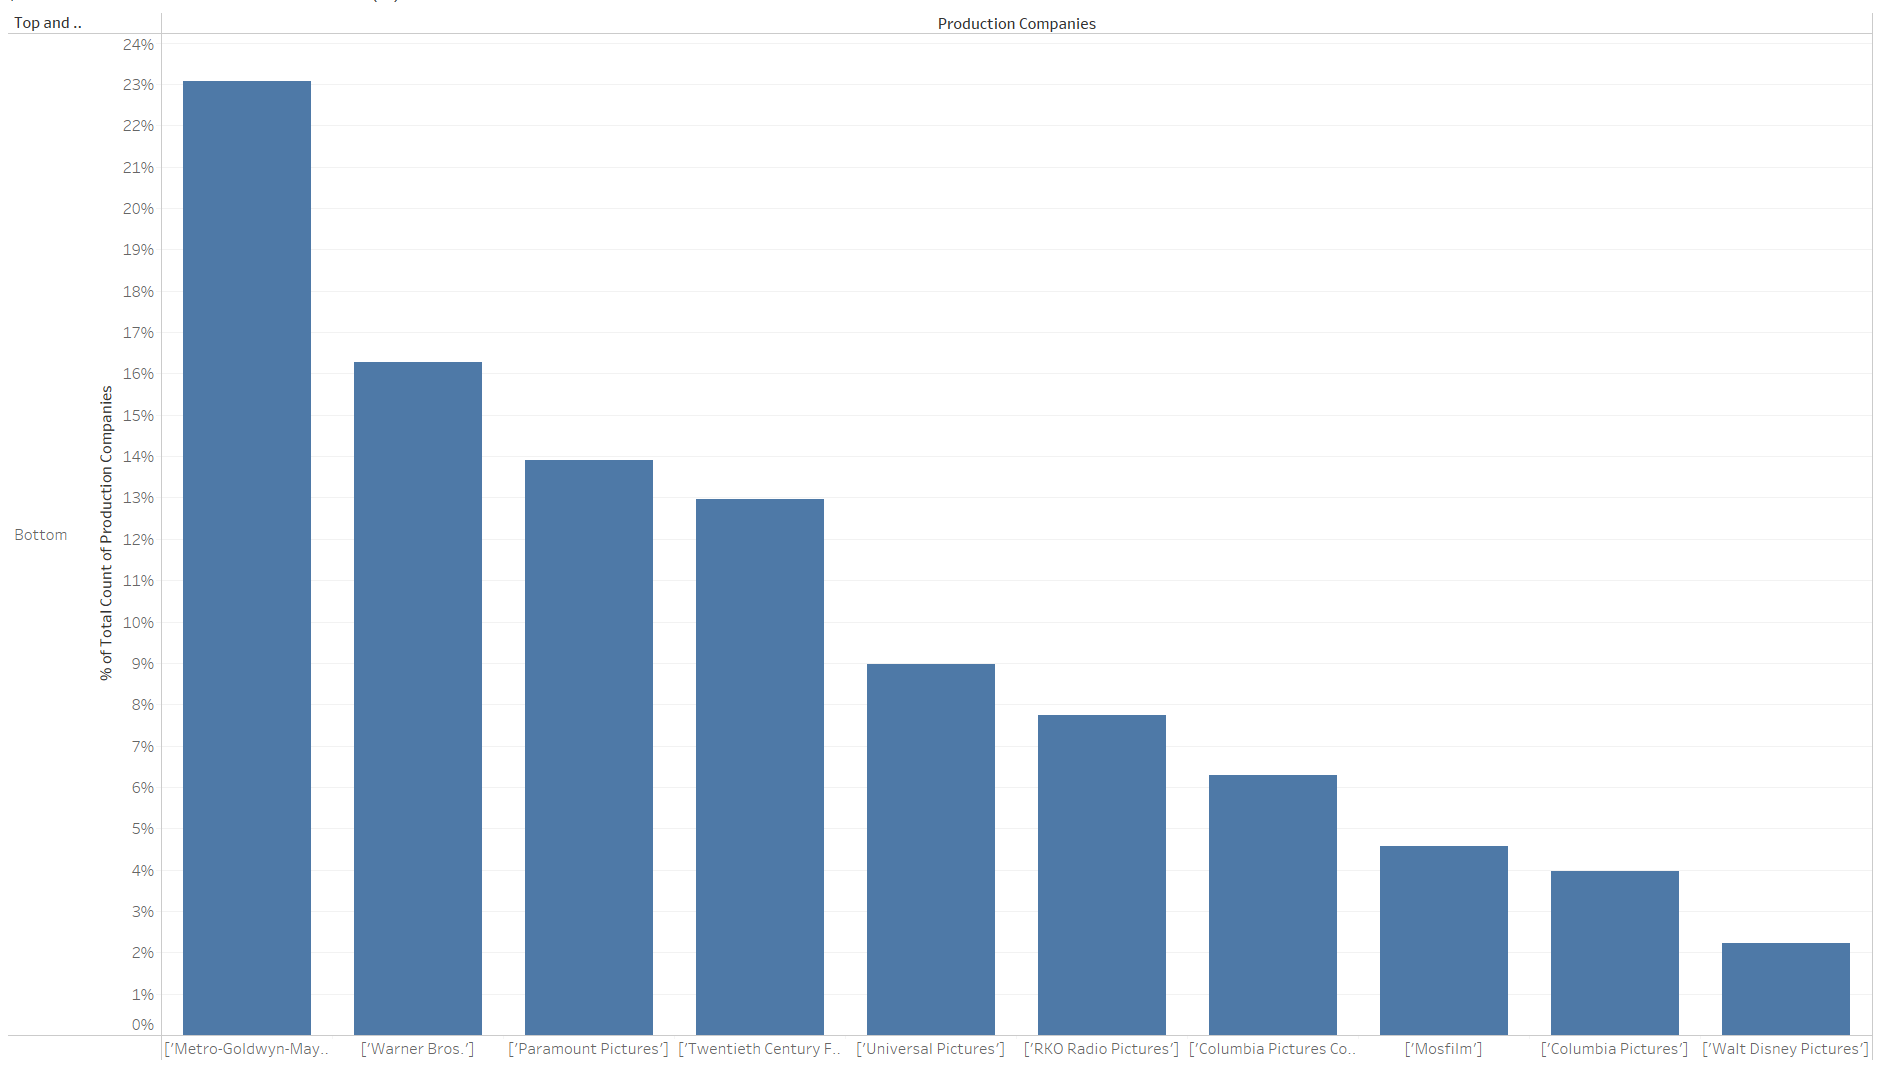 Top and ..
Production Companies
24%
23%
22%
21%
20%
19%
18%
17%
16%
15%
14%
13%
12%
11%
10%
9%
8%
7%
6%
5%
4%
3%
2%
1%
0%
% of Total Count of Production Companies
Bottom
['Metro-Goldwyn-May..
['Warner Bros.']
['Paramount Pictures']
['Twentieth Century F..
['Universal Pictures']
['RKO Radio Pictures']
['Columbia Pictures Co..
['Mosfilm']
['Columbia Pictures']
['Walt Disney Pictures']